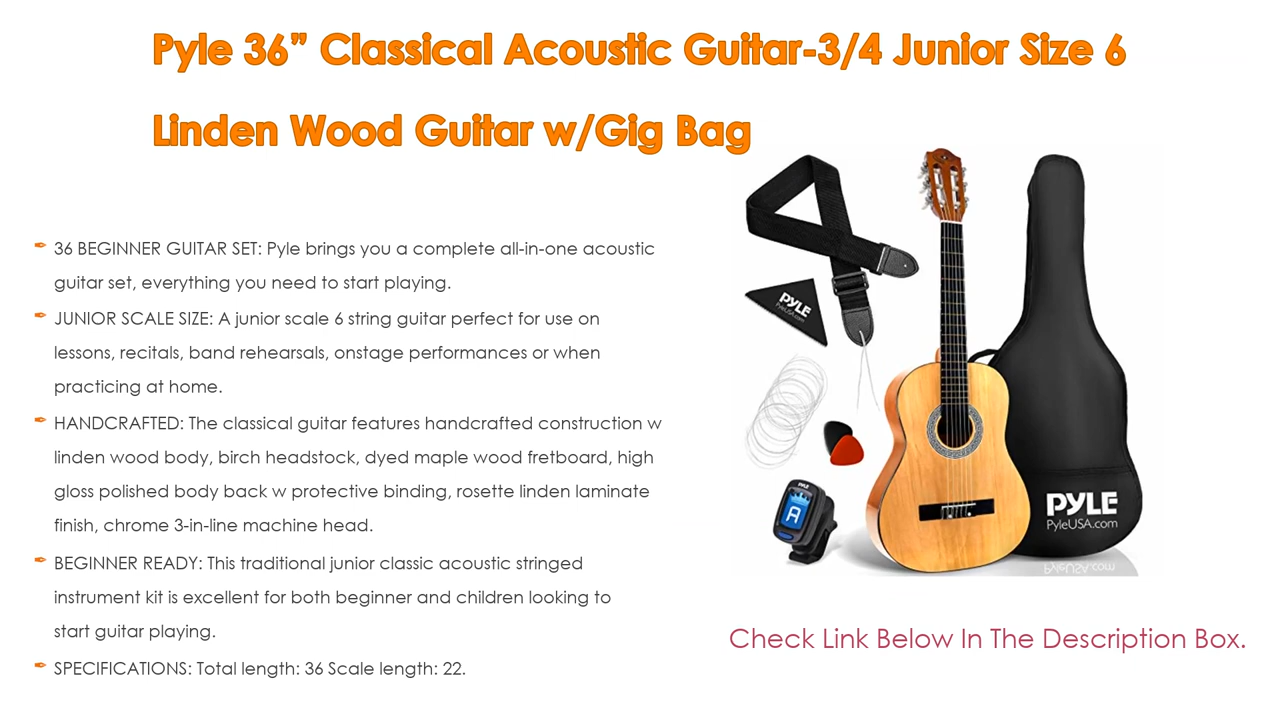 Pyle 36” Classical Acoustic Guitar-3/4 Junior Size 6
Linden Wood Guitar w/Gig Bag
36 BEGINNER GUITAR SET: Pyle brings you a complete all-in-one acoustic
guitar set, everything you need to start playing.
JUNIOR SCALE SIZE: A junior scale 6 string guitar perfect for use on
lessons, recitals, band rehearsals, onstage performances or when
practicing at home.
HANDCRAFTED: The classical guitar features handcrafted construction w
linden wood body, birch headstock, dyed maple wood fretboard, high
gloss polished body back w protective binding, rosette linden laminate
finish, chrome 3-in-line machine head.
BEGINNER READY: This traditional junior classic acoustic stringed
instrument kit is excellent for both beginner and children looking to
start guitar playing.
SPECIFICATIONS: Total length: 36 Scale length: 22.
PYLE
PyleUSA.com
PYLE
A
PYLE
PyleUSA.com
PyleUSA.com
Check Link Below In The Description Box.